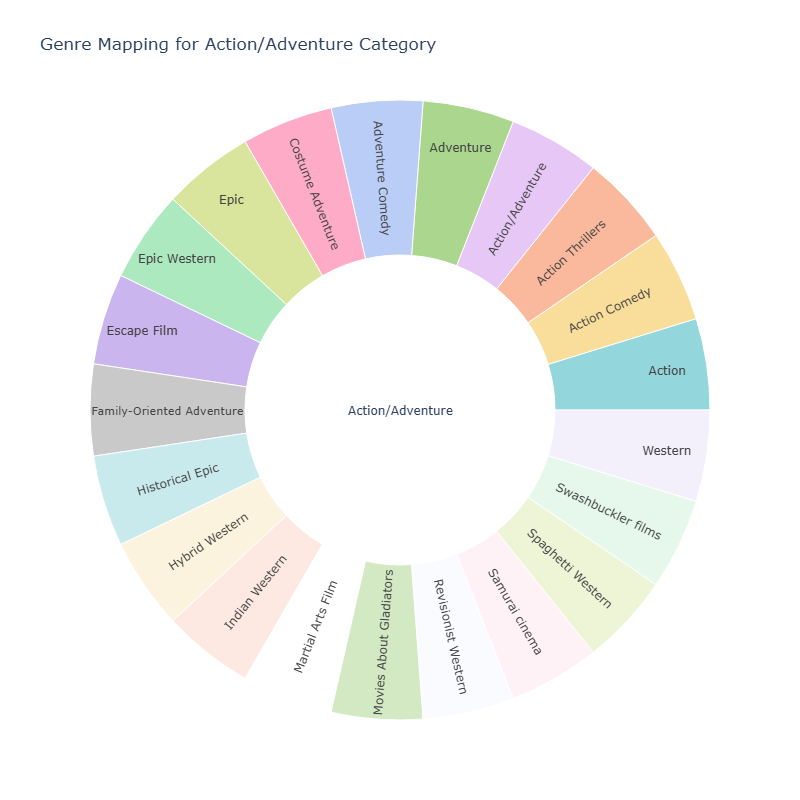 Genre Mapping for Action/Adventure Category
Action/Adventure
Action
Action Comedy
Action Thrillers
Action/Adventure
Adventure
Adventure Comedy
Costume Adventure
Epic
Epic Western
Escape Film
Family-Oriented Adventure
Historical Epic
Hybrid Western
Indian Western
Martial Arts Film
Movies About Gladiators
Revisionist Western
Samurai cinema
Spaghetti Western
Swashbuckler films
Western